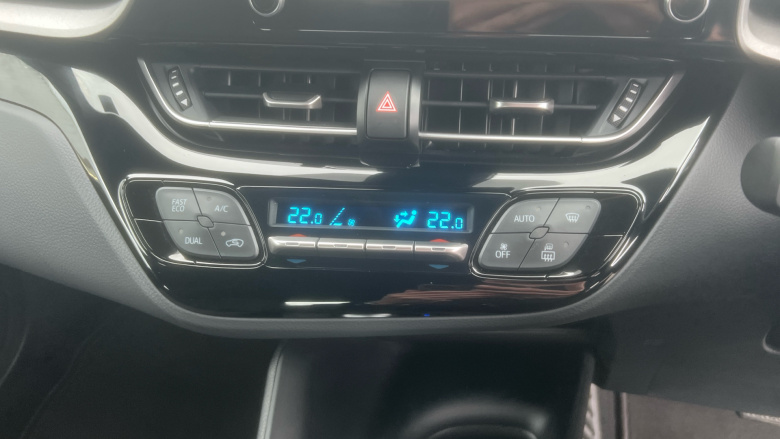 FAST
ECO
A/C
DUAL
22.0
22.0
AUTO
OFF